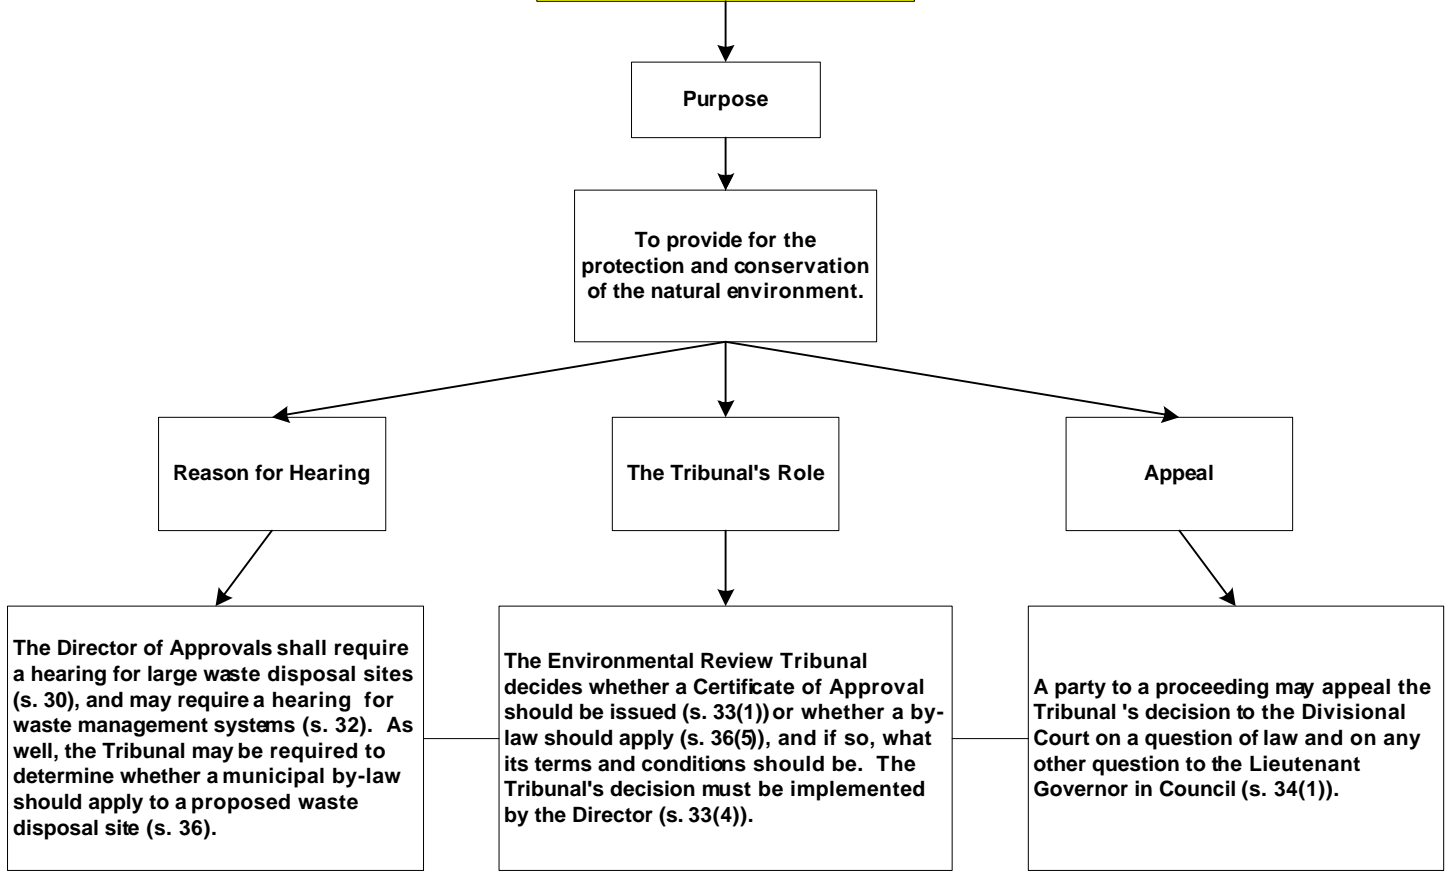 Purpose
To provide for the
protection and conservation
of the natural environment.
Reason for Hearing
The Tribunal's Role
Appeal
The Director of Approvals shall require
a hearing for large waste disposal sites
(s. 30), and may require a hearing for
waste management systems (s. 32). As
well, the Tribunal may be required to
determine whether a municipal by-law
should apply to a proposed waste
disposal site (s. 36).
The Environmental Review Tribunal
decides whether a Certificate of Approval
should be issued (s. 33(1)) or whether a by-
law should apply (s. 36(5)), and if so, what
its terms and conditions should be. The
Tribunal's decision must be implemented
by the Director (s. 33(4)).
A party to a proceeding may appeal the
Tribunal 's decision to the Divisional
Court on a question of law and on any
other question to the Lieutenant
Governor in Council (s. 34(1)).